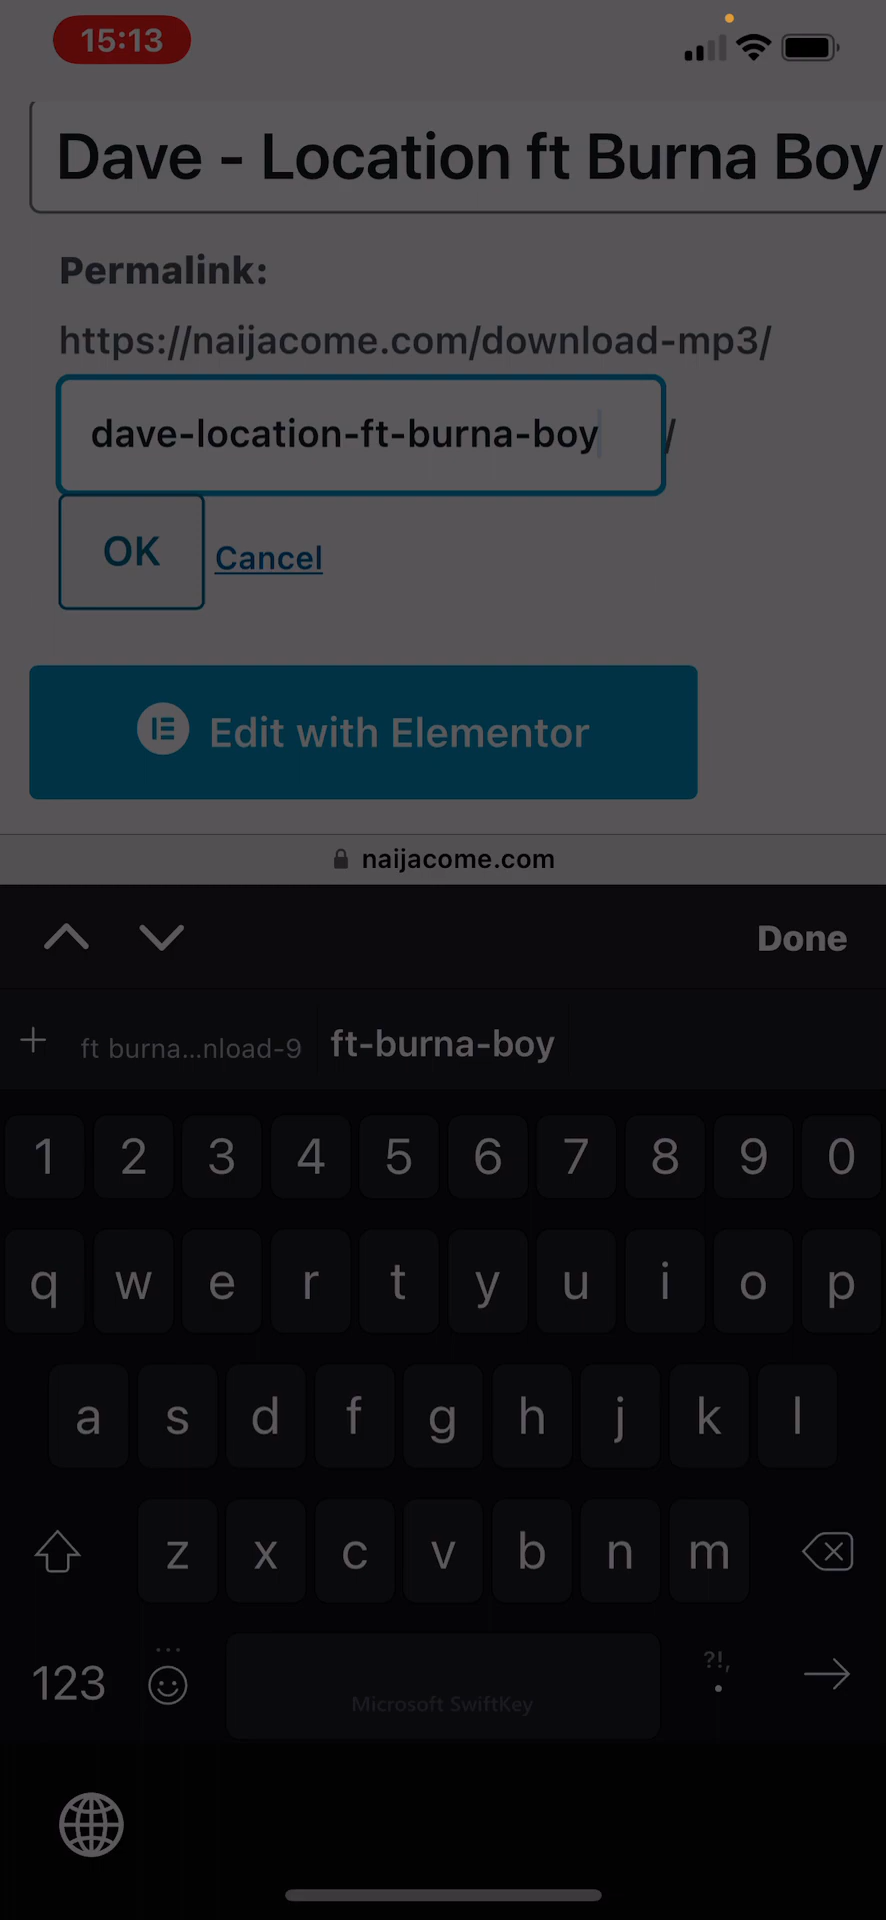 15:13
Dave - Location ft Burna Boy
Permalink:
https://naijacome.com/download-mp3/
dave-location-ft-burna-boy /
OK Cancel
Edit with Elementor
naijacome.com
Done
+ ft burna...nload-9 ft-burna-boy
1 2 3 4 5 6 7 8 9 0
q w e r t y u i o p
a s d f g h j k l
z x c v b n m
123 ?!, .
Microsoft SwiftKey